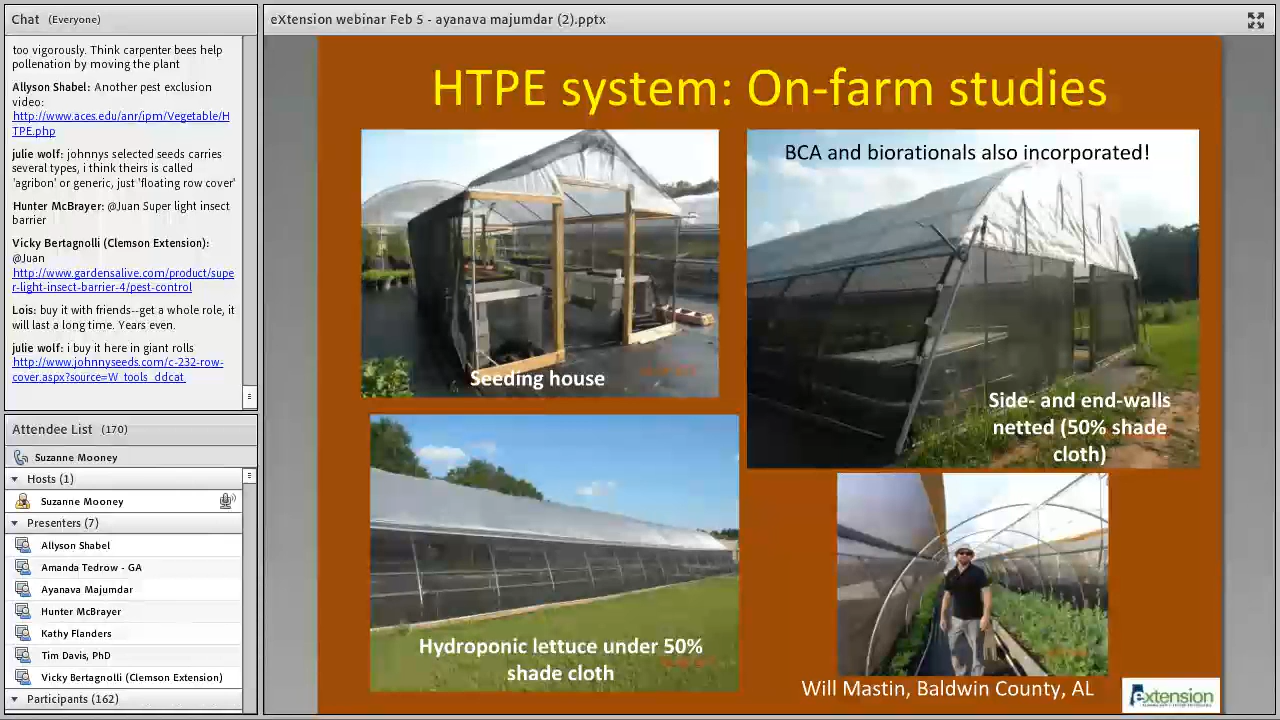 Chat (Everyone)
too vigorously. Think carpenter bees help
pollenation by moving the plant
Allyson Shabel: Another pest exclusion
video:
http://www.aces.edu/anr/ipm/Vegetable/H
TPE.php
julie wolf: johnnys selected seeds carries
several types, i think theirs is called
'agribon' or generic, just 'floating row cover'
Hunter McBrayer: @Juan Super light insect
barrier
Vicky Bertagnolli (Clemson Extension):
@Juan
http://www.gardensalive.com/product/supe
r-light-insect-barrier-4/pest-control
Lois: buy it with friends--get a whole role, it
will last a long time. Years even.
julie wolf: i buy it here in giant rolls
http://www.johnnyseeds.com/c-232-row-
cover.aspx?source=W_tools_ddcat
Attendee List (170)
Suzanne Mooney
Hosts (1)
Suzanne Mooney
Presenters (7)
Allyson Shabel
Amanda Tedrow - GA
Ayanava Majumdar
Hunter McBrayer
Kathy Flanders
Tim Davis, PhD
Vicky Bertagnolli (Clemson Extension)
Participants (162)
eXtension webinar Feb 5 - ayanava majumdar (2).pptx
HTPE system: On-farm studies
Seeding house
BCA and biorationals also incorporated!
Side- and end-walls
netted (50% shade
cloth)
Hydroponic lettuce under 50%
shade cloth
Will Mastin, Baldwin County, AL
extension